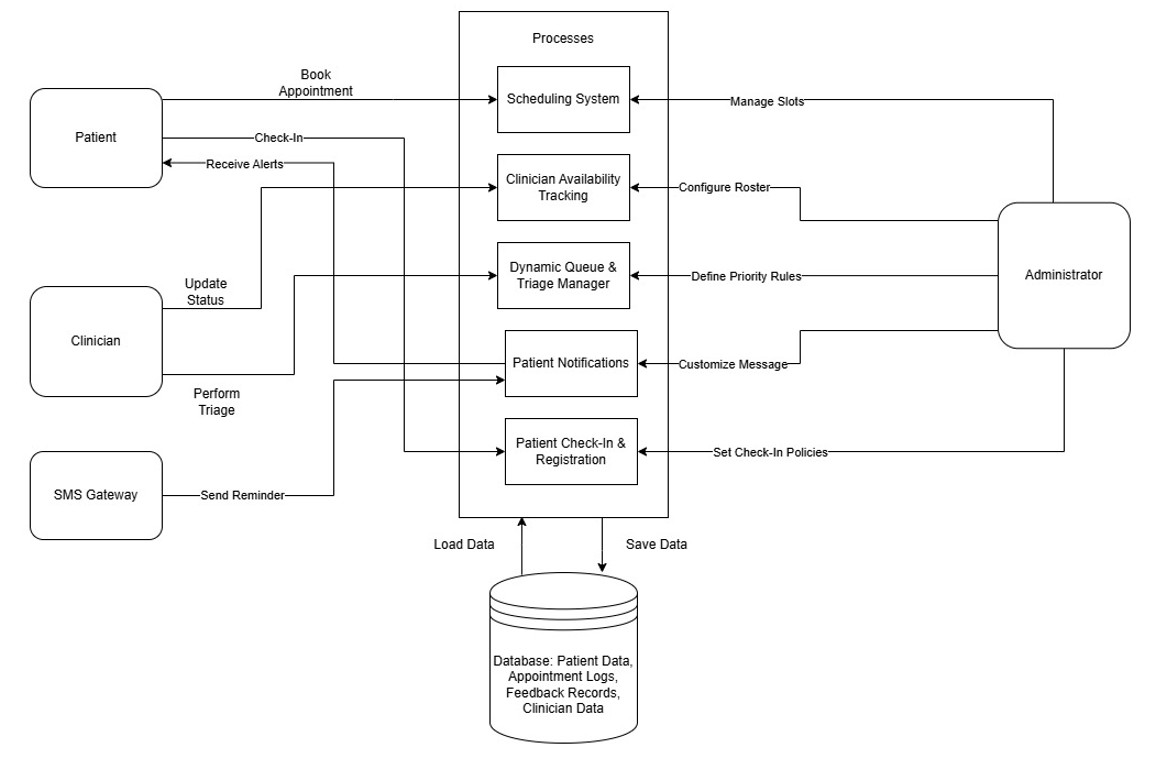 Processes
Book
Appointment
Scheduling System
Manage Slots
Patient
Check-In
Receive Alerts
Clinician Availability
Tracking
Configure Roster
Dynamic Queue &
Triage Manager
Define Priority Rules
Administrator
Update
Status
Clinician
Patient Notifications
Customize Message
Perform
Triage
Patient Check-In &
Registration
Set Check-In Policies
SMS Gateway
Send Reminder
Load Data
Save Data
Database: Patient Data,
Appointment Logs,
Feedback Records,
Clinician Data